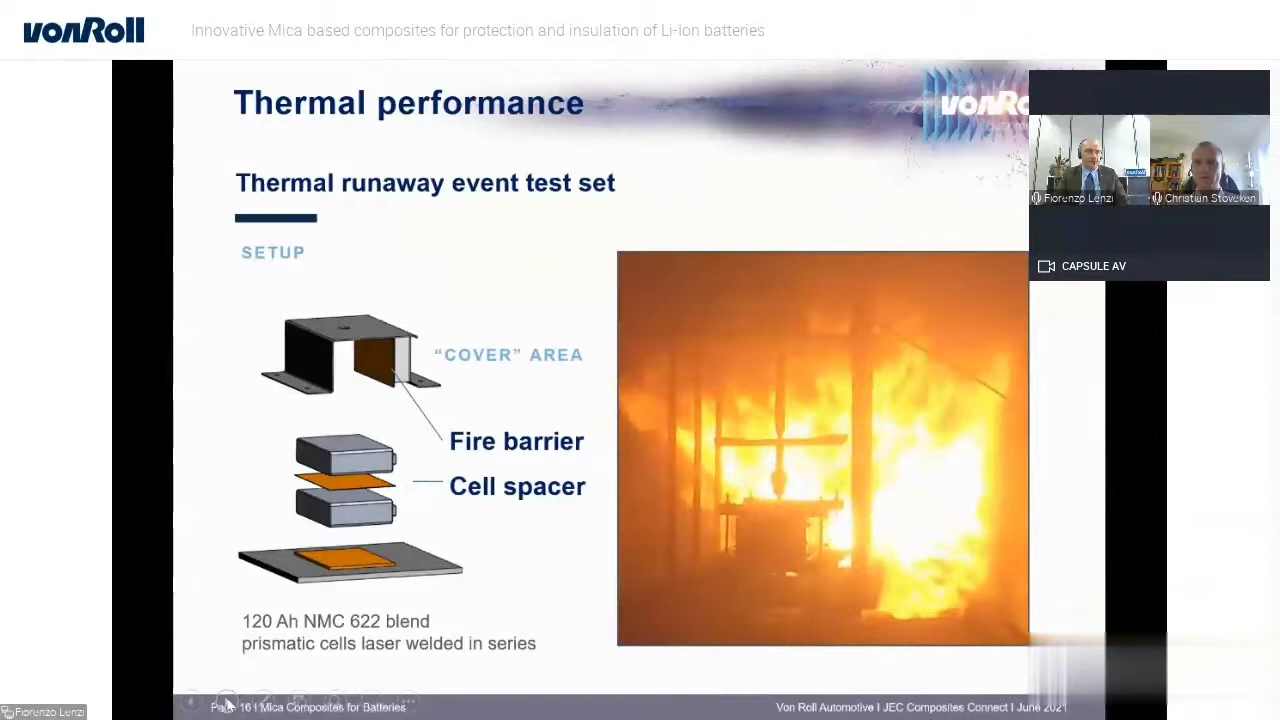 vonRoll
Innovative Mica based composites for protection and insulation of Li-Ion batteries
Thermal performance
Thermal runaway event test set
SETUP
"COVER" AREA
Fire barrier
Cell spacer
120 Ah NMC 622 blend
prismatic cells laser welded in series
Fiorenzo Lenzi
Christian Stöveken
CAPSULE AV
Page 16 I Mica Composites for Batteries
Von Roll Automotive I JEC Composites Connect I June 2021
Fiorenzo Lenzi